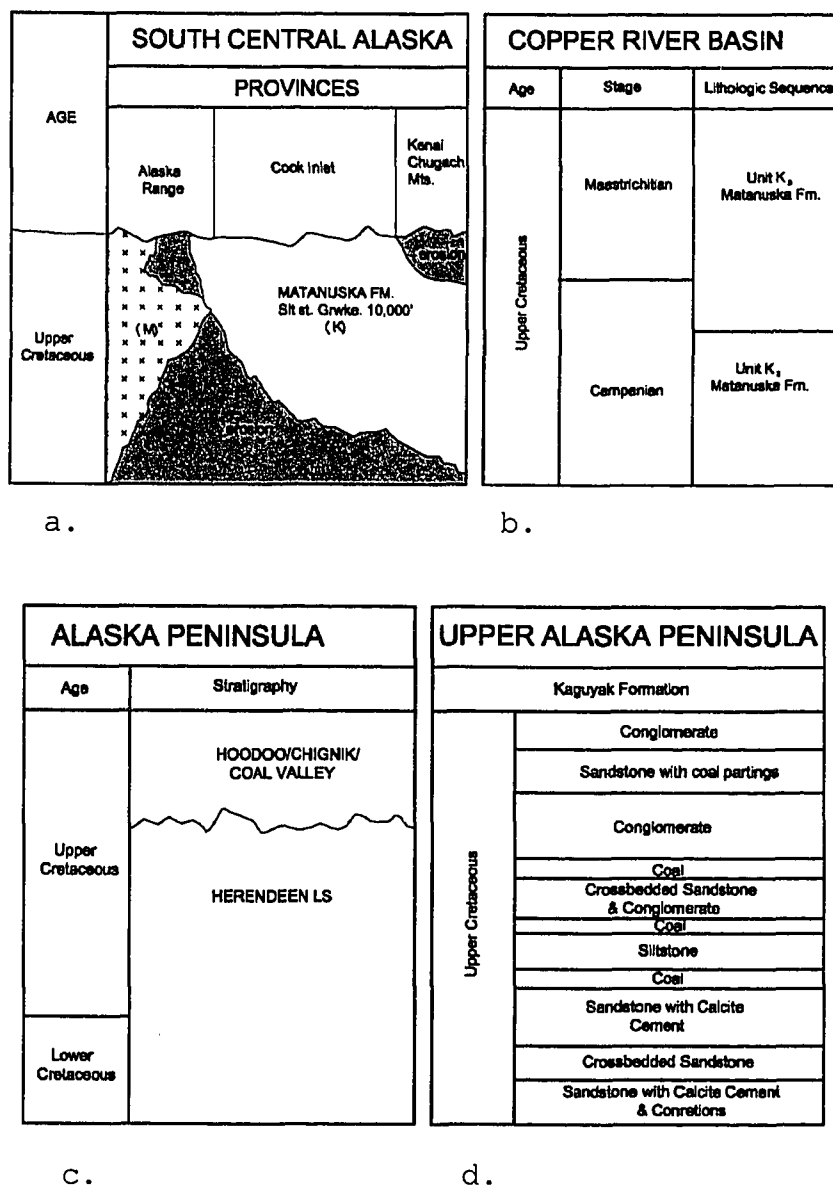 SOUTH CENTRAL ALASKA
PROVINCES
AGE
Alaska
Range
Cook Inlet
Kenai
Chugach
Mts.
Upper
Cretaceous
(M)
erosion
MATANUSKA FM.
Slt st. Grwke. 10,000'
(K)
erosion
a.
COPPER RIVER BASIN
Age
Stage
Lithologic Sequence
Upper Cretaceous
Maestrichitian
Unit K
Matanuska Fm.
Campanian
Unit K
Matanuska Fm.
b.
ALASKA PENINSULA
Age
Stratigraphy
Upper
Cretaceous
HOODOO/CHIGNIK/
COAL VALLEY
HERENDEEN LS
Lower
Cretaceous
c.
UPPER ALASKA PENINSULA
Kaguyak Formation
Upper Cretaceous
Conglomerate
Sandstone with coal partings
Conglomerate
Coal
Crossbedded Sandstone
& Conglomerate
Coal
Siltstone
Coal
Sandstone with Calcite
Cement
Crossbedded Sandstone
Sandstone with Calcite Cement
& Conretions
d.